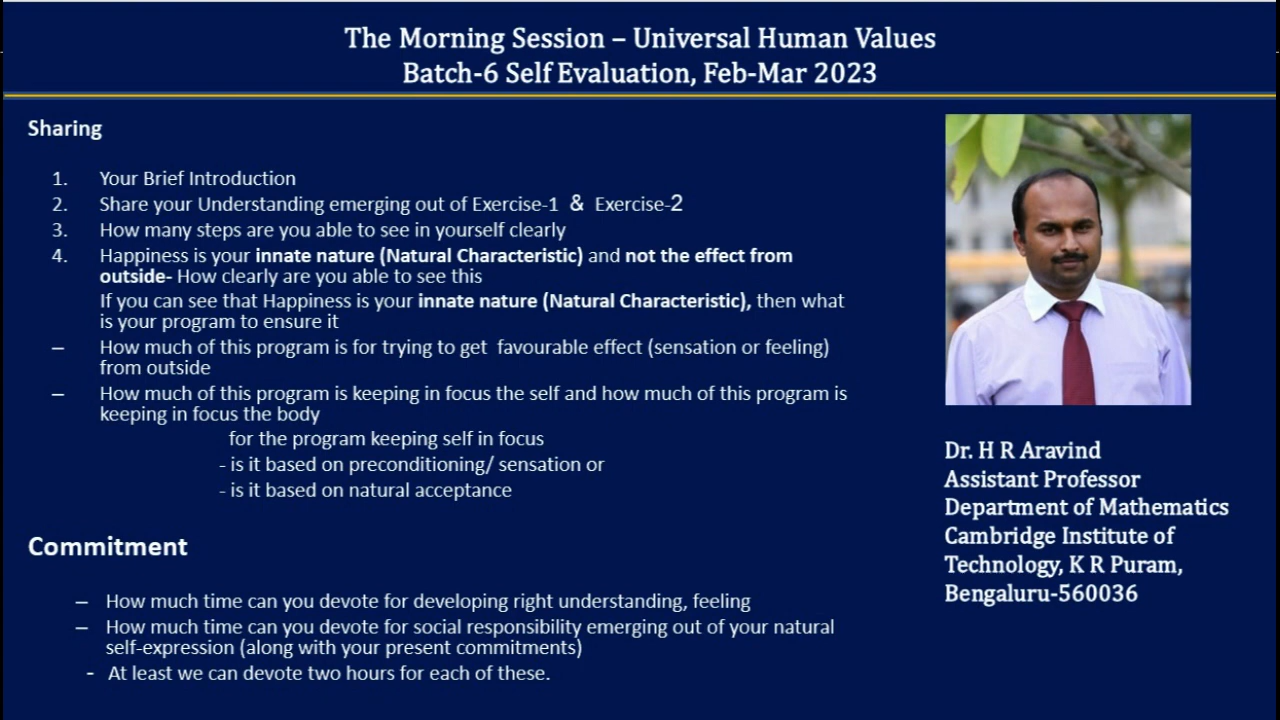 The Morning Session – Universal Human Values
Batch-6 Self Evaluation, Feb-Mar 2023
Sharing
1. Your Brief Introduction
2. Share your Understanding emerging out of Exercise-1 & Exercise-2
3. How many steps are you able to see in yourself clearly
4. Happiness is your innate nature (Natural Characteristic) and not the effect from
outside- How clearly are you able to see this
If you can see that Happiness is your innate nature (Natural Characteristic), then what
is your program to ensure it
– How much of this program is for trying to get favourable effect (sensation or feeling)
from outside
– How much of this program is keeping in focus the self and how much of this program is
keeping in focus the body
for the program keeping self in focus
- is it based on preconditioning/ sensation or
- is it based on natural acceptance
Commitment
– How much time can you devote for developing right understanding, feeling
– How much time can you devote for social responsibility emerging out of your natural
self-expression (along with your present commitments)
- At least we can devote two hours for each of these.
Dr. H R Aravind
Assistant Professor
Department of Mathematics
Cambridge Institute of
Technology, K R Puram,
Bengaluru-560036